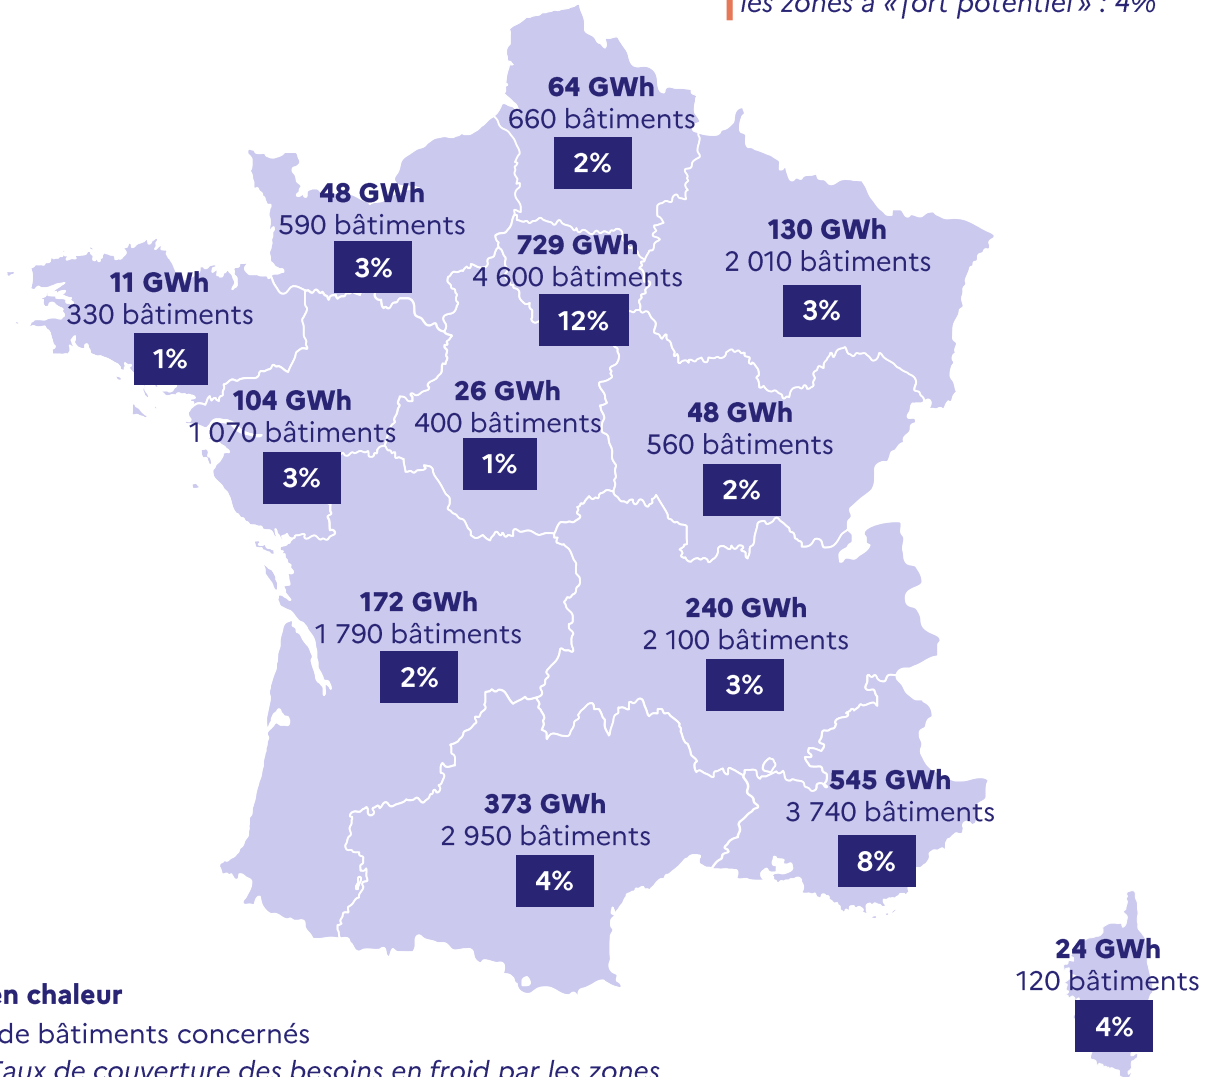 les zones à « fort potentiel » : 4%
64 GWh
660 bâtiments
2%
48 GWh
590 bâtiments
3%
729 GWh
4 600 bâtiments
12%
130 GWh
2 010 bâtiments
3%
11 GWh
330 bâtiments
1%
104 GWh
1 070 bâtiments
3%
26 GWh
400 bâtiments
1%
48 GWh
560 bâtiments
2%
172 GWh
1 790 bâtiments
2%
240 GWh
2 100 bâtiments
3%
373 GWh
2 950 bâtiments
4%
545 GWh
3 740 bâtiments
8%
24 GWh
120 bâtiments
4%
en chaleur
de bâtiments concernés
Taux de couverture des besoins en froid par les zones